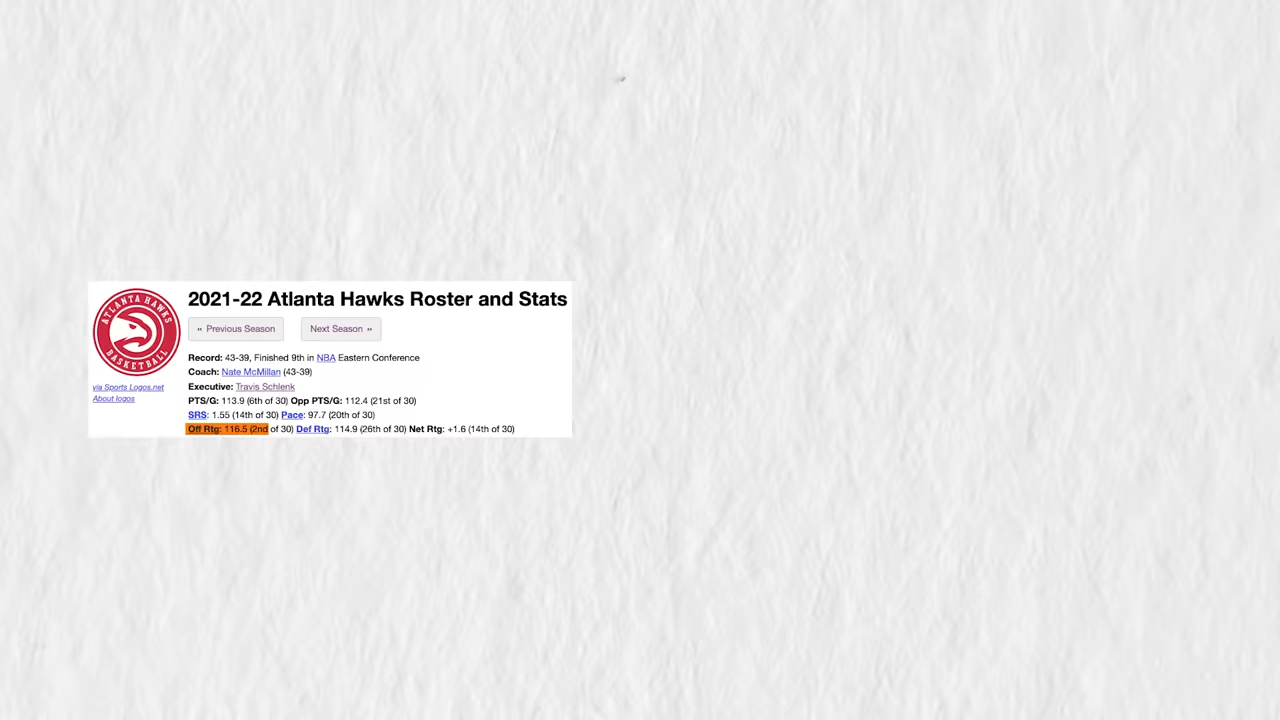 ATLANTA HAWKS
BASKETBALL
via Sports Logos.net
About logos
2021-22 Atlanta Hawks Roster and Stats
« Previous Season Next Season »
Record: 43-39, Finished 9th in NBA Eastern Conference
Coach: Nate McMillan (43-39)
Executive: Travis Schlenk
PTS/G: 113.9 (6th of 30) Opp PTS/G: 112.4 (21st of 30)
SRS: 1.55 (14th of 30) Pace: 97.7 (20th of 30)
Off Rtg: 116.5 (2nd of 30) Def Rtg: 114.9 (26th of 30) Net Rtg: +1.6 (14th of 30)